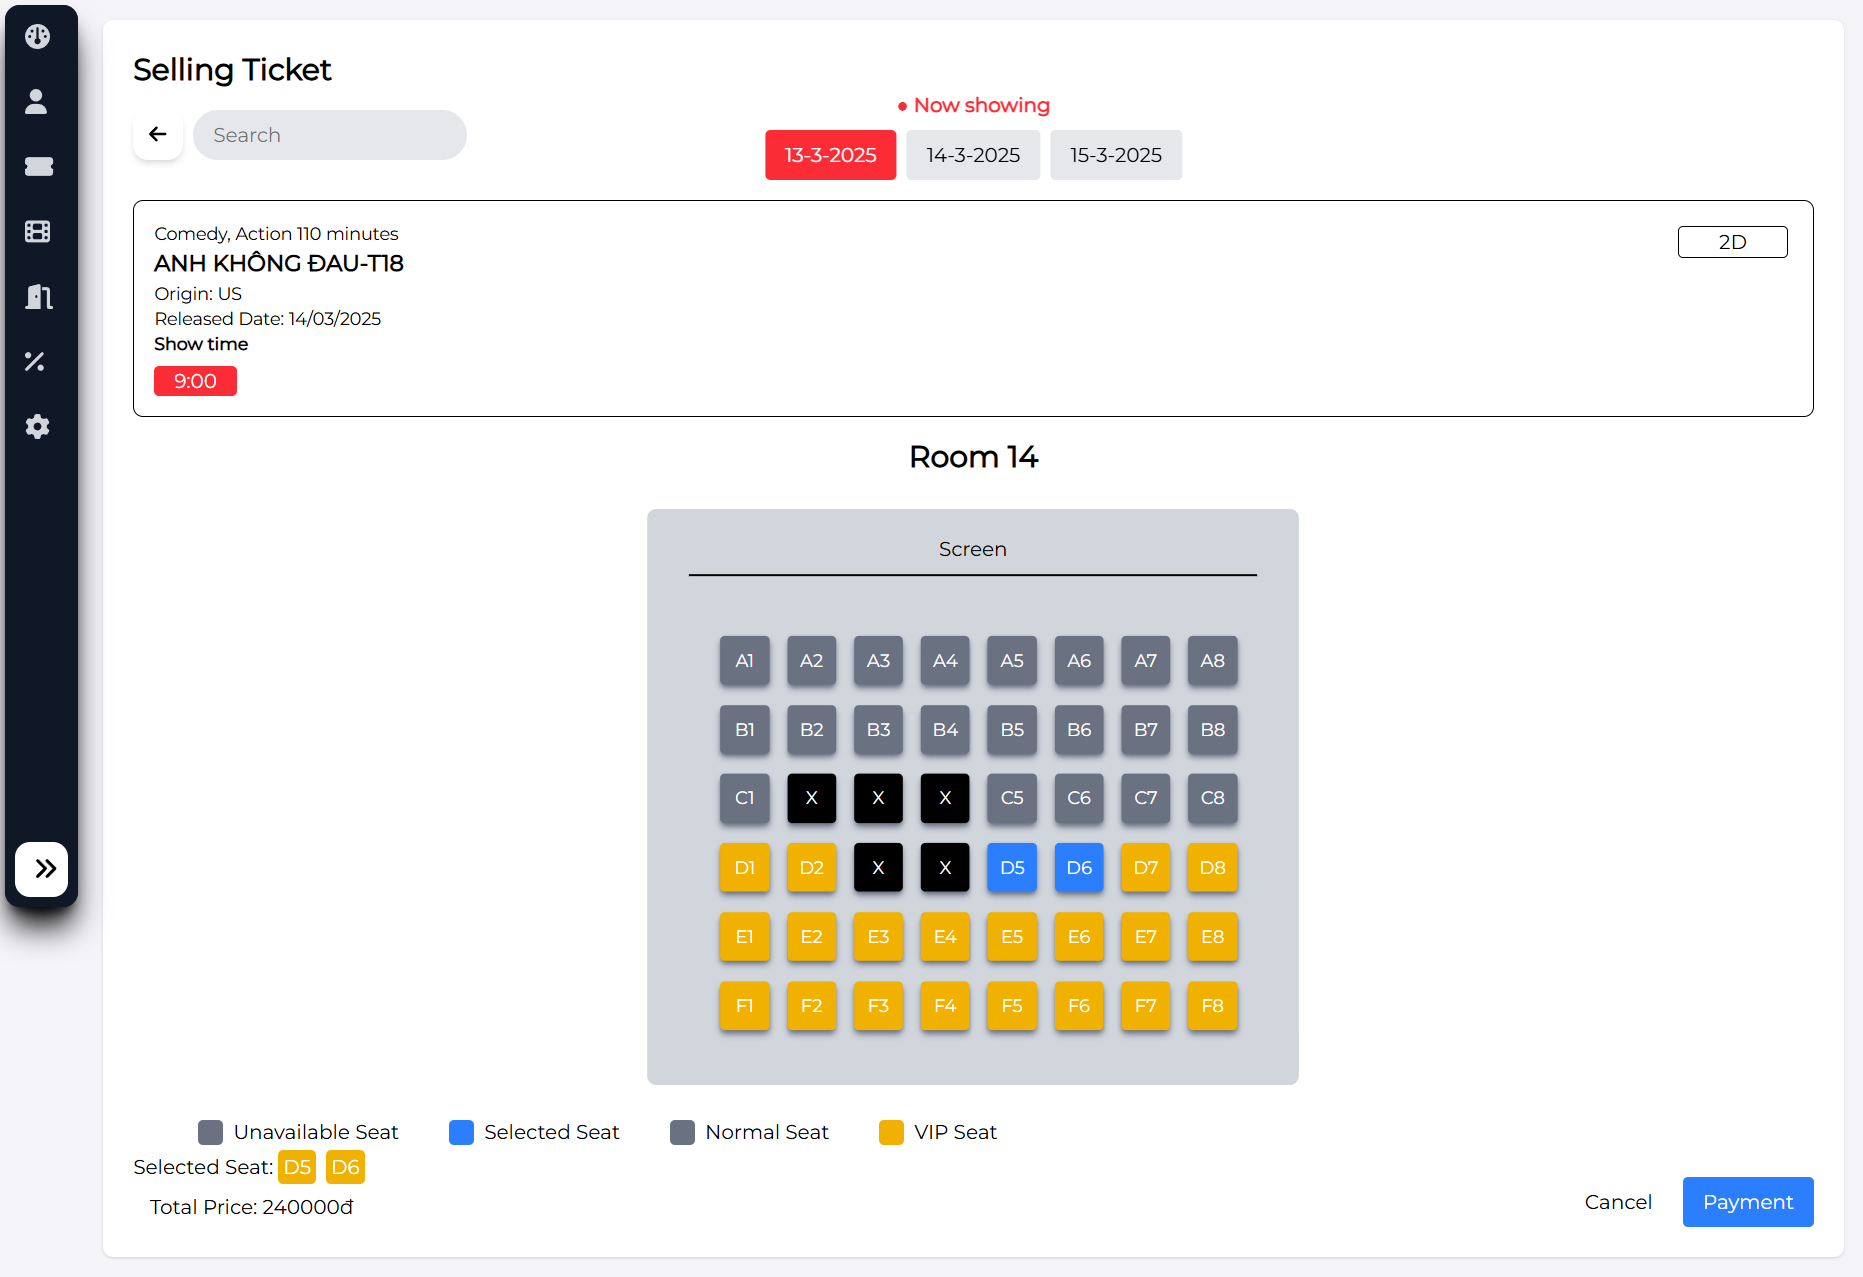 Selling Ticket
Search
Now showing
13-3-2025 14-3-2025 15-3-2025
Comedy, Action 110 minutes
2D
ANH KHÔNG ĐAU-T18
Origin: US
Released Date: 14/03/2025
Show time
9:00
Room 14
Screen
A1 A2 A3 A4 A5 A6 A7 A8
B1 B2 B3 B4 B5 B6 B7 B8
C1 X X X C5 C6 C7 C8
D1 D2 X X D5 D6 D7 D8
E1 E2 E3 E4 E5 E6 E7 E8
F1 F2 F3 F4 F5 F6 F7 F8
Unavailable Seat Selected Seat Normal Seat VIP Seat
Selected Seat: D5 D6
Total Price: 240000đ
Cancel Payment